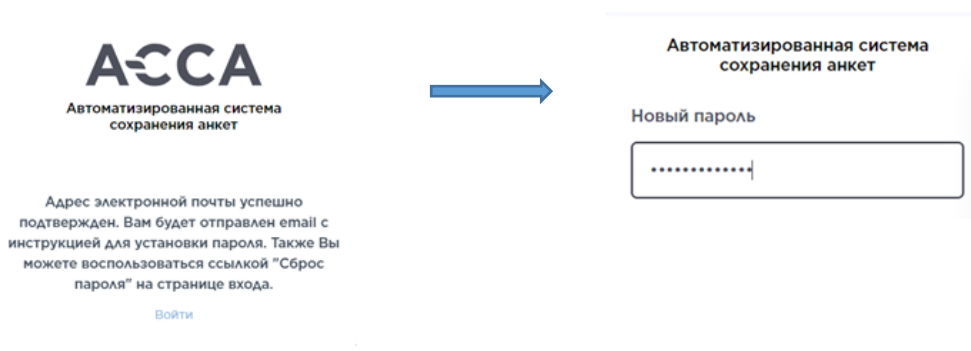 АССА
Автоматизированная система
сохранения анкет
Адрес электронной почты успешно
подтвержден. Вам будет отправлен email с
инструкцией для установки пароля. Также Вы
можете воспользоваться ссылкой "Сброс
пароля" на странице входа.
Войти
Автоматизированная система
сохранения анкет
Новый пароль
•••••••••••••